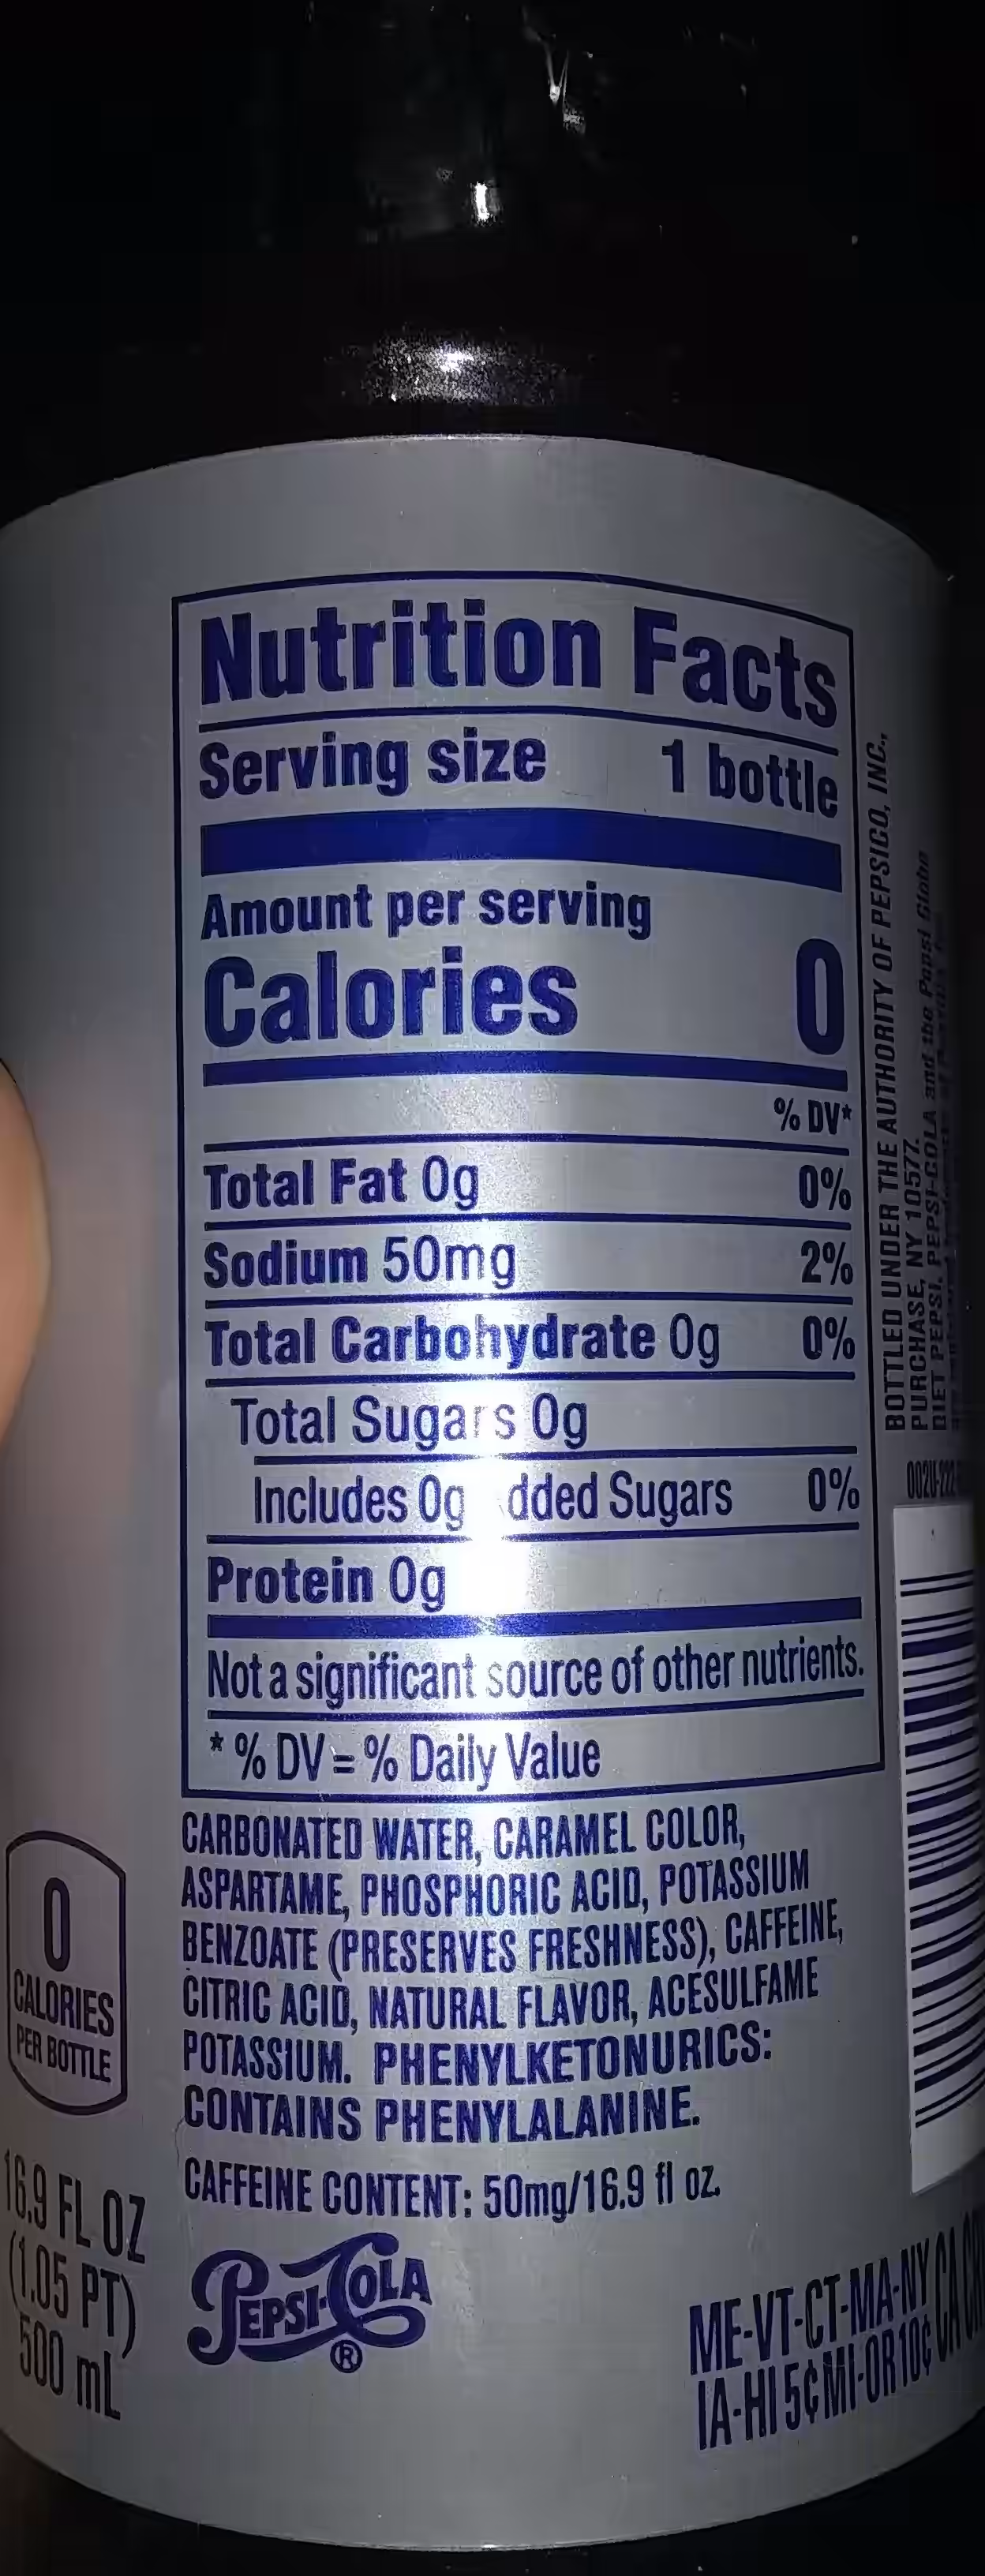 Nutrition Facts
Serving size 1 bottle
Amount per serving
Calories 0
% DV*
Total Fat 0g 0%
Sodium 50mg 2%
Total Carbohydrate 0g 0%
Total Sugars 0g
Includes 0g dded Sugars 0%
Protein 0g
Not a significant source of other nutrients.
* % DV = % Daily Value
CARBONATED WATER, CARAMEL COLOR,
ASPARTAME, PHOSPHORIC ACID, POTASSIUM
BENZOATE (PRESERVES FRESHNESS), CAFFEINE,
CITRIC ACID, NATURAL FLAVOR, ACESULFAME
POTASSIUM. PHENYLKETONURICS:
CONTAINS PHENYLALANINE.
CAFFEINE CONTENT: 50mg/16.9 fl oz.
PEPSI-COLA
®
0
CALORIES
PER BOTTLE
16.9 FL OZ
(1.05 PT)
500 mL
BOTTLED UNDER THE AUTHORITY OF PEPSICO, INC.,
PURCHASE, NY 10577.
DIET PEPSI, PEPSI-COLA and the Pepsi Globe
ME-VT-CT-MA-NY CA
IA-HI 5¢ MI-OR 10¢ CA